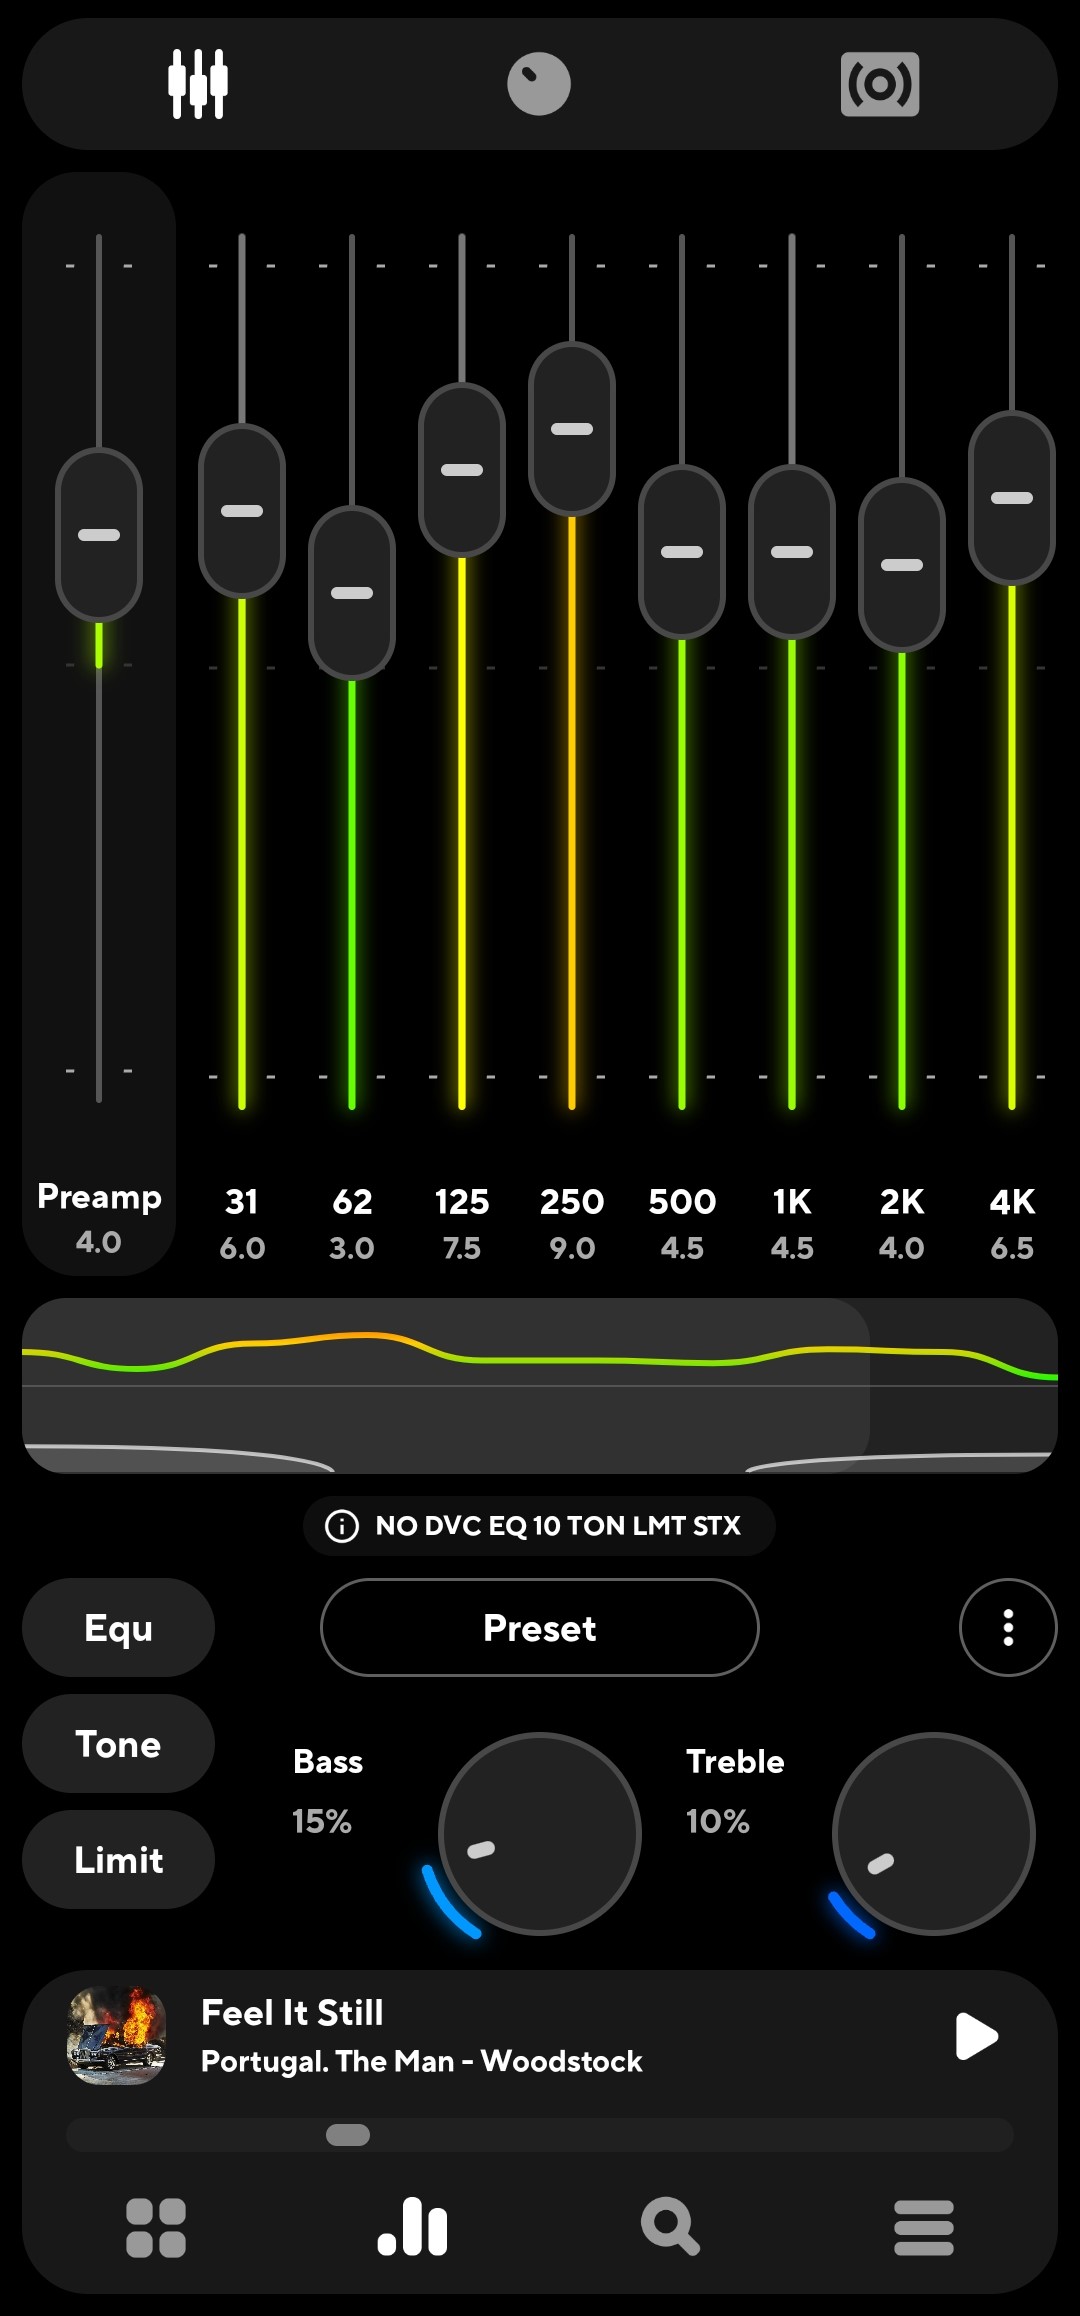 Preamp 31 62 125 250 500 1K 2K 4K
4.0 6.0 3.0 7.5 9.0 4.5 4.5 4.0 6.5
NO DVC EQ 10 TON LMT STX
Equ Preset
Tone
Bass Treble
15% 10%
Limit
Feel It Still
Portugal. The Man - Woodstock